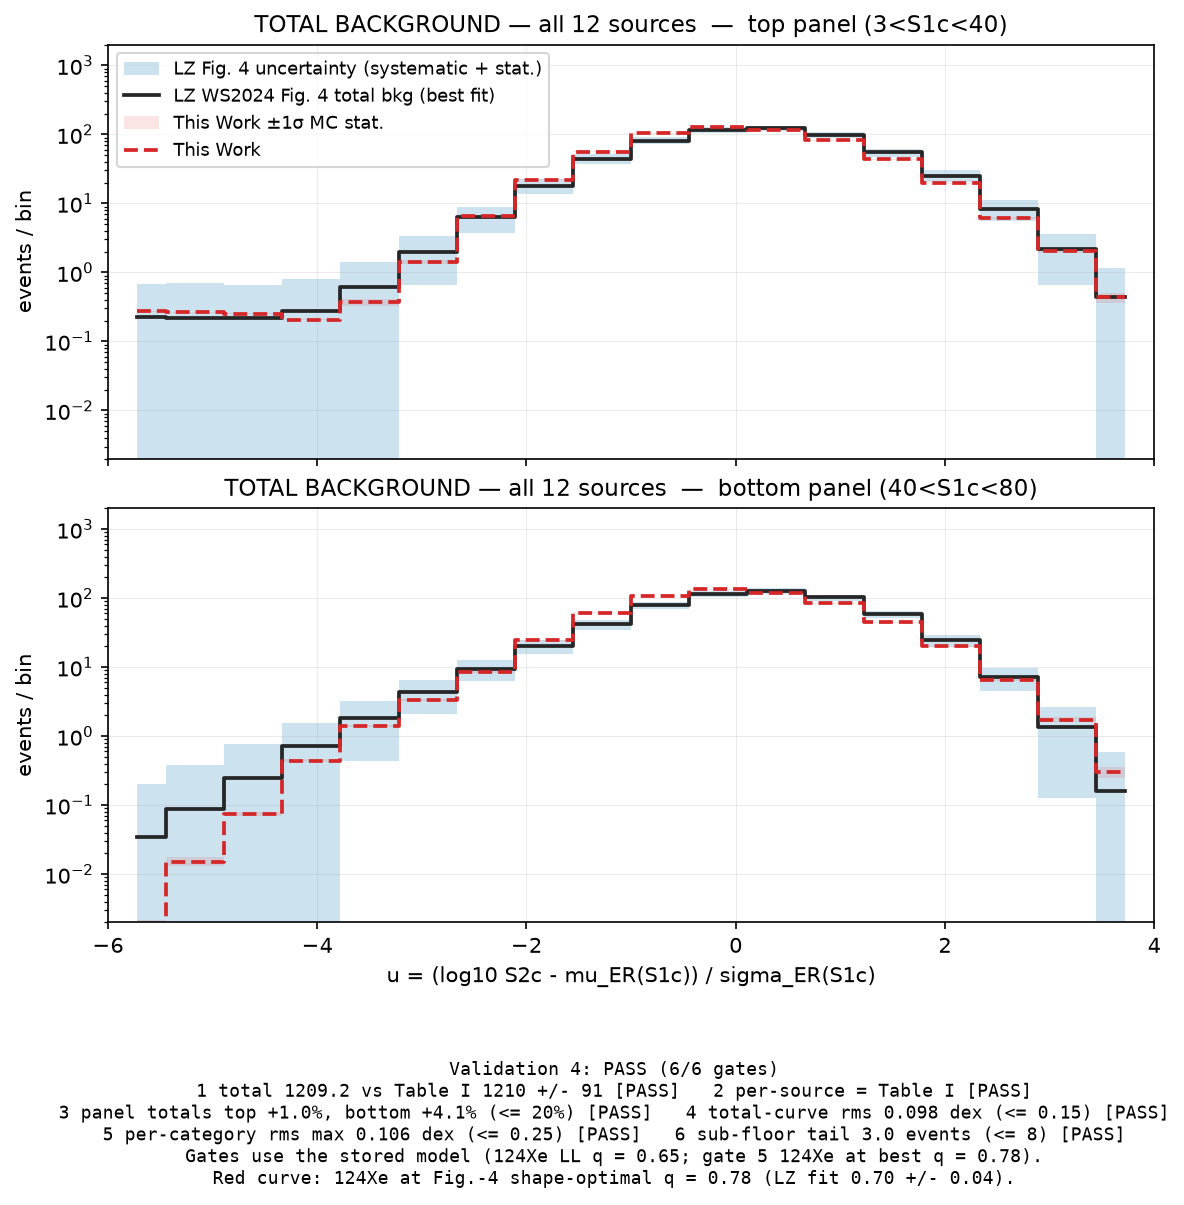 TOTAL BACKGROUND — all 12 sources — top panel (3<S1c<40)
LZ Fig. 4 uncertainty (systematic + stat.)
LZ WS2024 Fig. 4 total bkg (best fit)
This Work ±1σ MC stat.
This Work
events / bin
10³
10²
10¹
10⁰
10⁻¹
10⁻²
TOTAL BACKGROUND — all 12 sources — bottom panel (40<S1c<80)
events / bin
10³
10²
10¹
10⁰
10⁻¹
10⁻²
−6 −4 −2 0 2 4
u = (log10 S2c - mu_ER(S1c)) / sigma_ER(S1c)
Validation 4: PASS (6/6 gates)
1 total 1209.2 vs Table I 1210 +/- 91 [PASS] 2 per-source = Table I [PASS]
3 panel totals top +1.0%, bottom +4.1% (<= 20%) [PASS] 4 total-curve rms 0.098 dex (<= 0.15) [PASS]
5 per-category rms max 0.106 dex (<= 0.25) [PASS] 6 sub-floor tail 3.0 events (<= 8) [PASS]
Gates use the stored model (124Xe LL q = 0.65; gate 5 124Xe at best q = 0.78).
Red curve: 124Xe at Fig.-4 shape-optimal q = 0.78 (LZ fit 0.70 +/- 0.04).